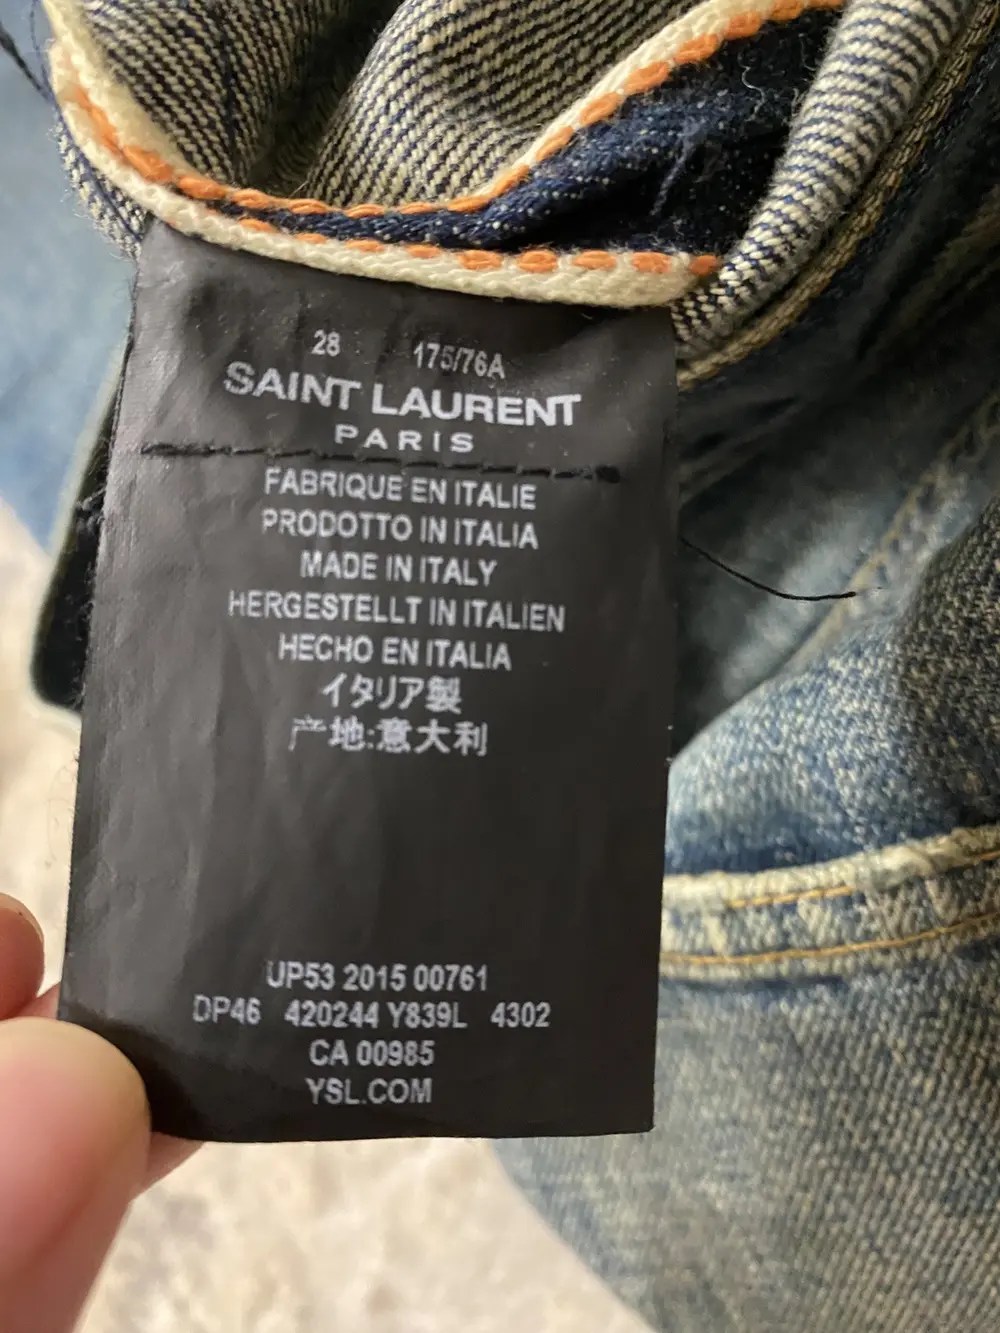 28 175/76A
SAINT LAURENT
PARIS
FABRIQUE EN ITALIE
PRODOTTO IN ITALIA
MADE IN ITALY
HERGESTELLT IN ITALIEN
HECHO EN ITALIA
イタリア製
产地:意大利
UP53 2015 00761
DP46 420244 Y839L 4302
CA 00985
YSL.COM